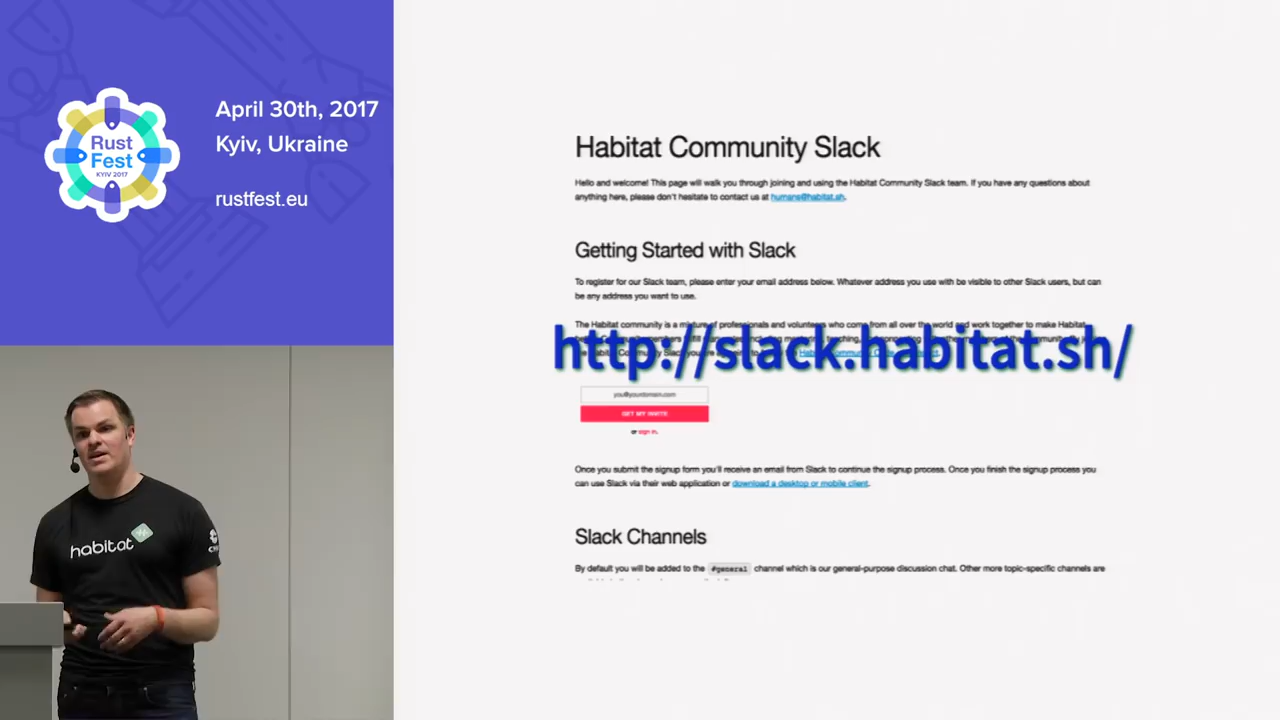 Rust
Fest
KYIV 2017
April 30th, 2017
Kyiv, Ukraine
rustfest.eu
habitat
Habitat Community Slack
Hello and welcome! This page will walk you through joining and using the Habitat Community Slack team. If you have any questions about
anything here, please don't hesitate to contact us at humans@habitat.sh.
Getting Started with Slack
To register for our Slack team, please enter your email address below. Whatever address you use with be visible to other Slack users, but can
be any address you want to use.
The Habitat community is a mixture of professionals and volunteers who come from all over the world and work together to make Habitat
http://slack.habitat.sh/
you@yourdomain.com
GET MY INVITE
or sign in.
Once you submit the signup form you'll receive an email from Slack to continue the signup process. Once you finish the signup process you
can use Slack via their web application or download a desktop or mobile client.
Slack Channels
By default you will be added to the #general channel which is our general-purpose discussion chat. Other more topic-specific channels are